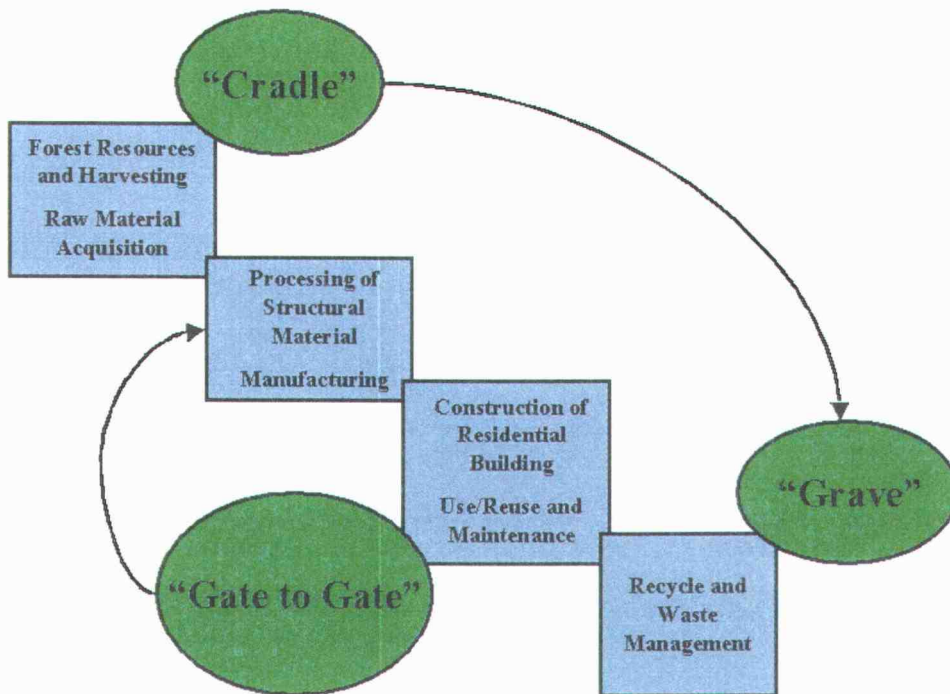 “Cradle”
Forest Resources
and Harvesting
Raw Material
Acquisition
Processing of
Structural
Material
Manufacturing
Construction of
Residential
Building
Use/Reuse and
Maintenance
“Grave”
“Gate to Gate”
Recycle and
Waste
Management